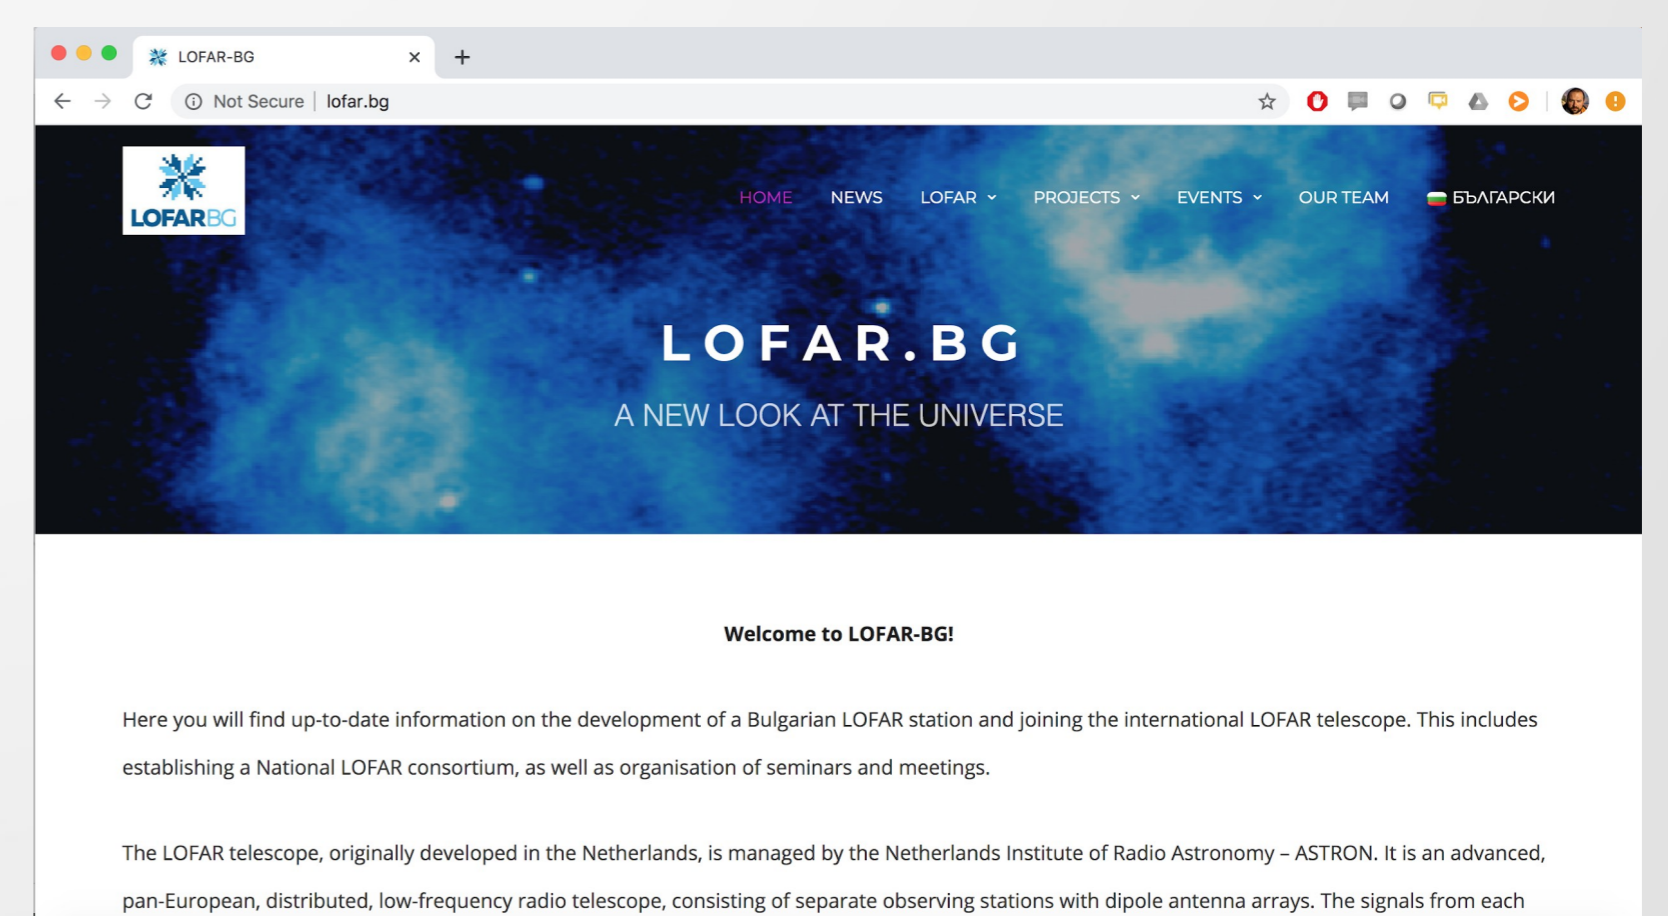 LOFAR-BG
Not Secure | lofar.bg
LOFARBG
HOME NEWS LOFAR PROJECTS EVENTS OUR TEAM БЪЛГАРСКИ
LOFAR.BG
A NEW LOOK AT THE UNIVERSE
Welcome to LOFAR-BG!
Here you will find up-to-date information on the development of a Bulgarian LOFAR station and joining the international LOFAR telescope. This includes
establishing a National LOFAR consortium, as well as organisation of seminars and meetings.
The LOFAR telescope, originally developed in the Netherlands, is managed by the Netherlands Institute of Radio Astronomy – ASTRON. It is an advanced,
pan-European, distributed, low-frequency radio telescope, consisting of separate observing stations with dipole antenna arrays. The signals from each